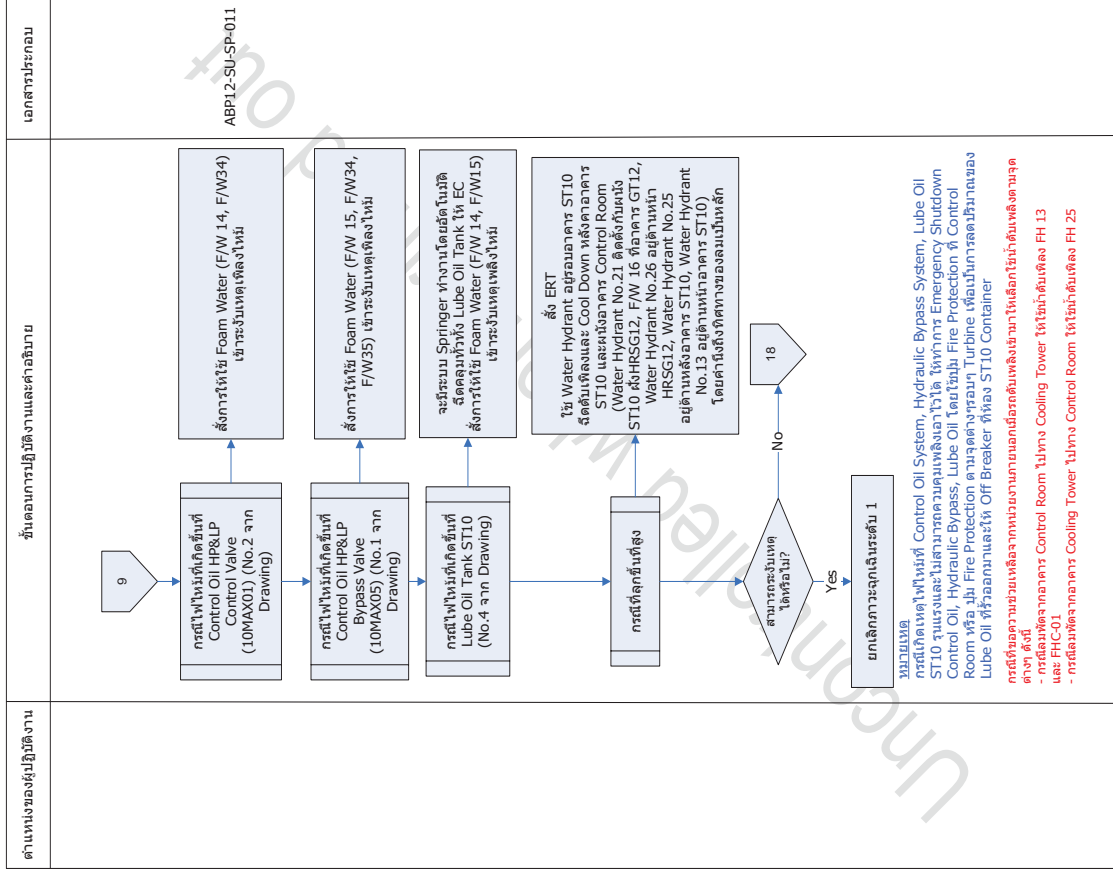 ตำแหน่งของผู้ปฏิบัติงาน
ขั้นตอนการปฏิบัติงานและคำอธิบาย
เอกสารประกอบ
9
กรณีไฟไหม้ที่เกิดขึ้นที่
Control Oil HP&LP
Control Valve
(10MAX01) (No.2 จาก
Drawing)
สั่งการให้ใช้ Foam Water (F/W 14, F/W34)
เข้าระงับเหตุเพลิงไหม้
ABP12-SU-SP-011
กรณีไฟไหม้ที่เกิดขึ้นที่
Control Oil HP&LP
Bypass Valve
(10MAX05) (No.1 จาก
Drawing)
สั่งการให้ใช้ Foam Water (F/W 15, F/W34,
F/W35) เข้าระงับเหตุเพลิงไหม้
กรณีไฟไหม้ที่เกิดขึ้นที่
Lube Oil Tank ST10
(No.4 จาก Drawing)
จะมีระบบ Springer ทำงานโดยอัตโนมัติ
ฉีดคลุมทั่วทั้ง Lube Oil Tank ให้ EC
สั่งการให้ใช้ Foam Water (F/W 14, F/W15)
เข้าระงับเหตุเพลิงไหม้
กรณีที่ลุกขึ้นที่สูง
สั่ง ERT
ใช้ Water Hydrant อยู่รอบอาคาร ST10
ฉีดดับเพลิงและ Cool Down หลังคาอาคาร
ST10 และผนังอาคาร Control Room
(Water Hydrant No.21 ติดตั้งกับผนัง
ST10 ฝั่งHRSG12, F/W 16 ที่อาคาร GT12,
Water Hydrant No.26 อยู่ด้านหน้า
HRSG12, Water Hydrant No.25
อยู่ด้านหลังอาคาร ST10, Water Hydrant
No.13 อยู่ด้านหน้าอาคาร ST10)
โดยคำนึงถึงทิศทางของลมเป็นหลัก
สามารถระงับเหตุ
ได้หรือไม่?
No
18
Yes
ยกเลิกภาวะฉุกเฉินระดับ 1
หมายเหตุ
กรณีเกิดเหตุไฟไหม้ที่ Control Oil System, Hydraulic Bypass System, Lube Oil
ST10 รุนแรงและไม่สามารถควบคุมเพลิงเอาไว้ได้ ให้ทำการ Emergency Shutdown
Control Oil, Hydraulic Bypass, Lube Oil โดยใช้ปุ่ม Fire Protection ที่ Control
Room หรือ ปุ่ม Fire Protection ตามจุดต่างๆรอบๆ Turbine เพื่อเป็นการลดปริมาณของ
Lube Oil ที่รั่วออกมาและให้ Off Breaker ที่ห้อง ST10 Container
กรณีที่ขอความช่วยเหลือจากหน่วยงานภายนอกเมื่อรถดับเพลิงเข้ามาให้เลือกใช้น้ำดับเพลิงตามจุด
ต่างๆ ดังนี้
- กรณีลมพัดจากอาคาร Control Room ไปทาง Cooling Tower ให้ใช้น้ำดับเพลิง FH 13
และ FHC-01
- กรณีลมพัดจากอาคาร Cooling Tower ไปทาง Control Room ให้ใช้น้ำดับเพลิง FH 25